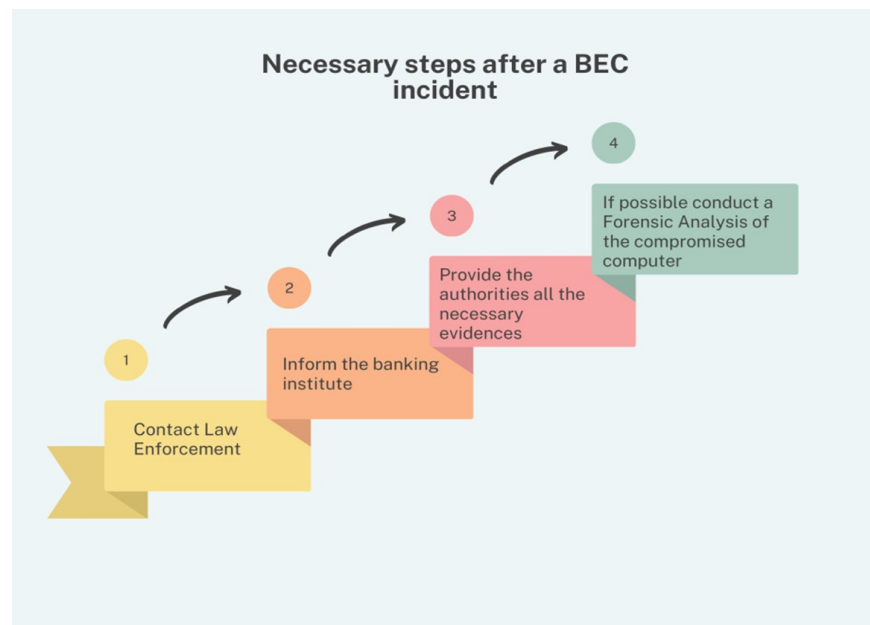 Necessary steps after a BEC
incident
1
Contact Law
Enforcement
2
Inform the banking
institute
3
Provide the
authorities all the
necessary
evidences
4
If possible conduct a
Forensic Analysis of
the compromised
computer